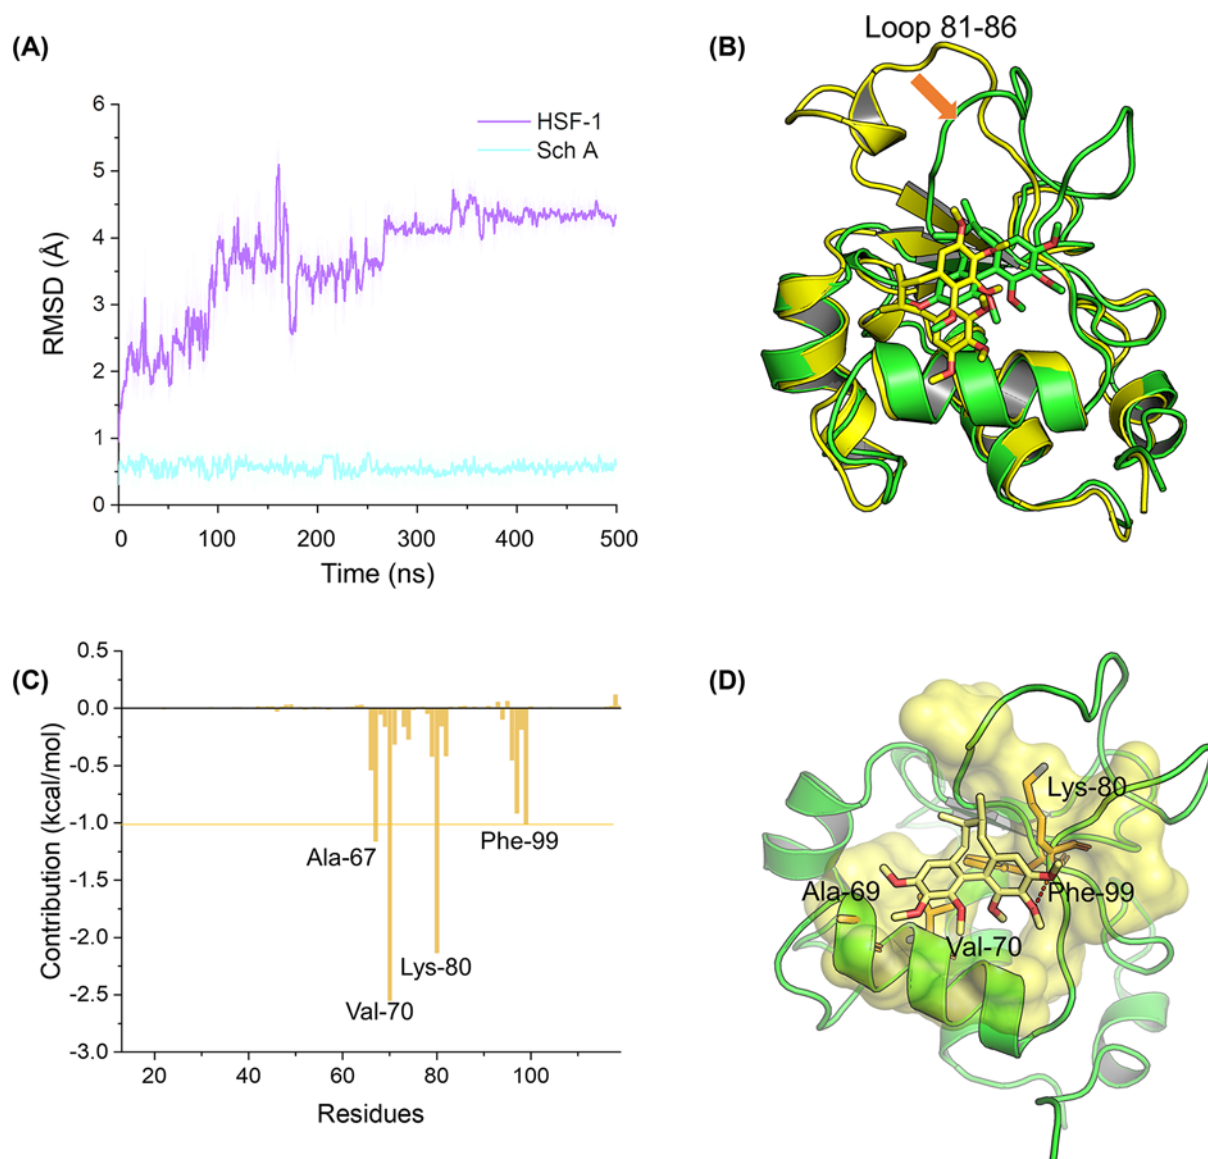 (A)
6
5
4
3
2
1
0
RMSD (Å)
HSF-1
Sch A
0 100 200 300 400 500
Time (ns)
(B)
Loop 81-86
(C)
0.5
0.0
-0.5
-1.0
-1.5
-2.0
-2.5
-3.0
Contribution (kcal/mol)
Ala-67
Phe-99
Lys-80
Val-70
20 40 60 80 100
Residues
(D)
Lys-80
Ala-69
Phe-99
Val-70